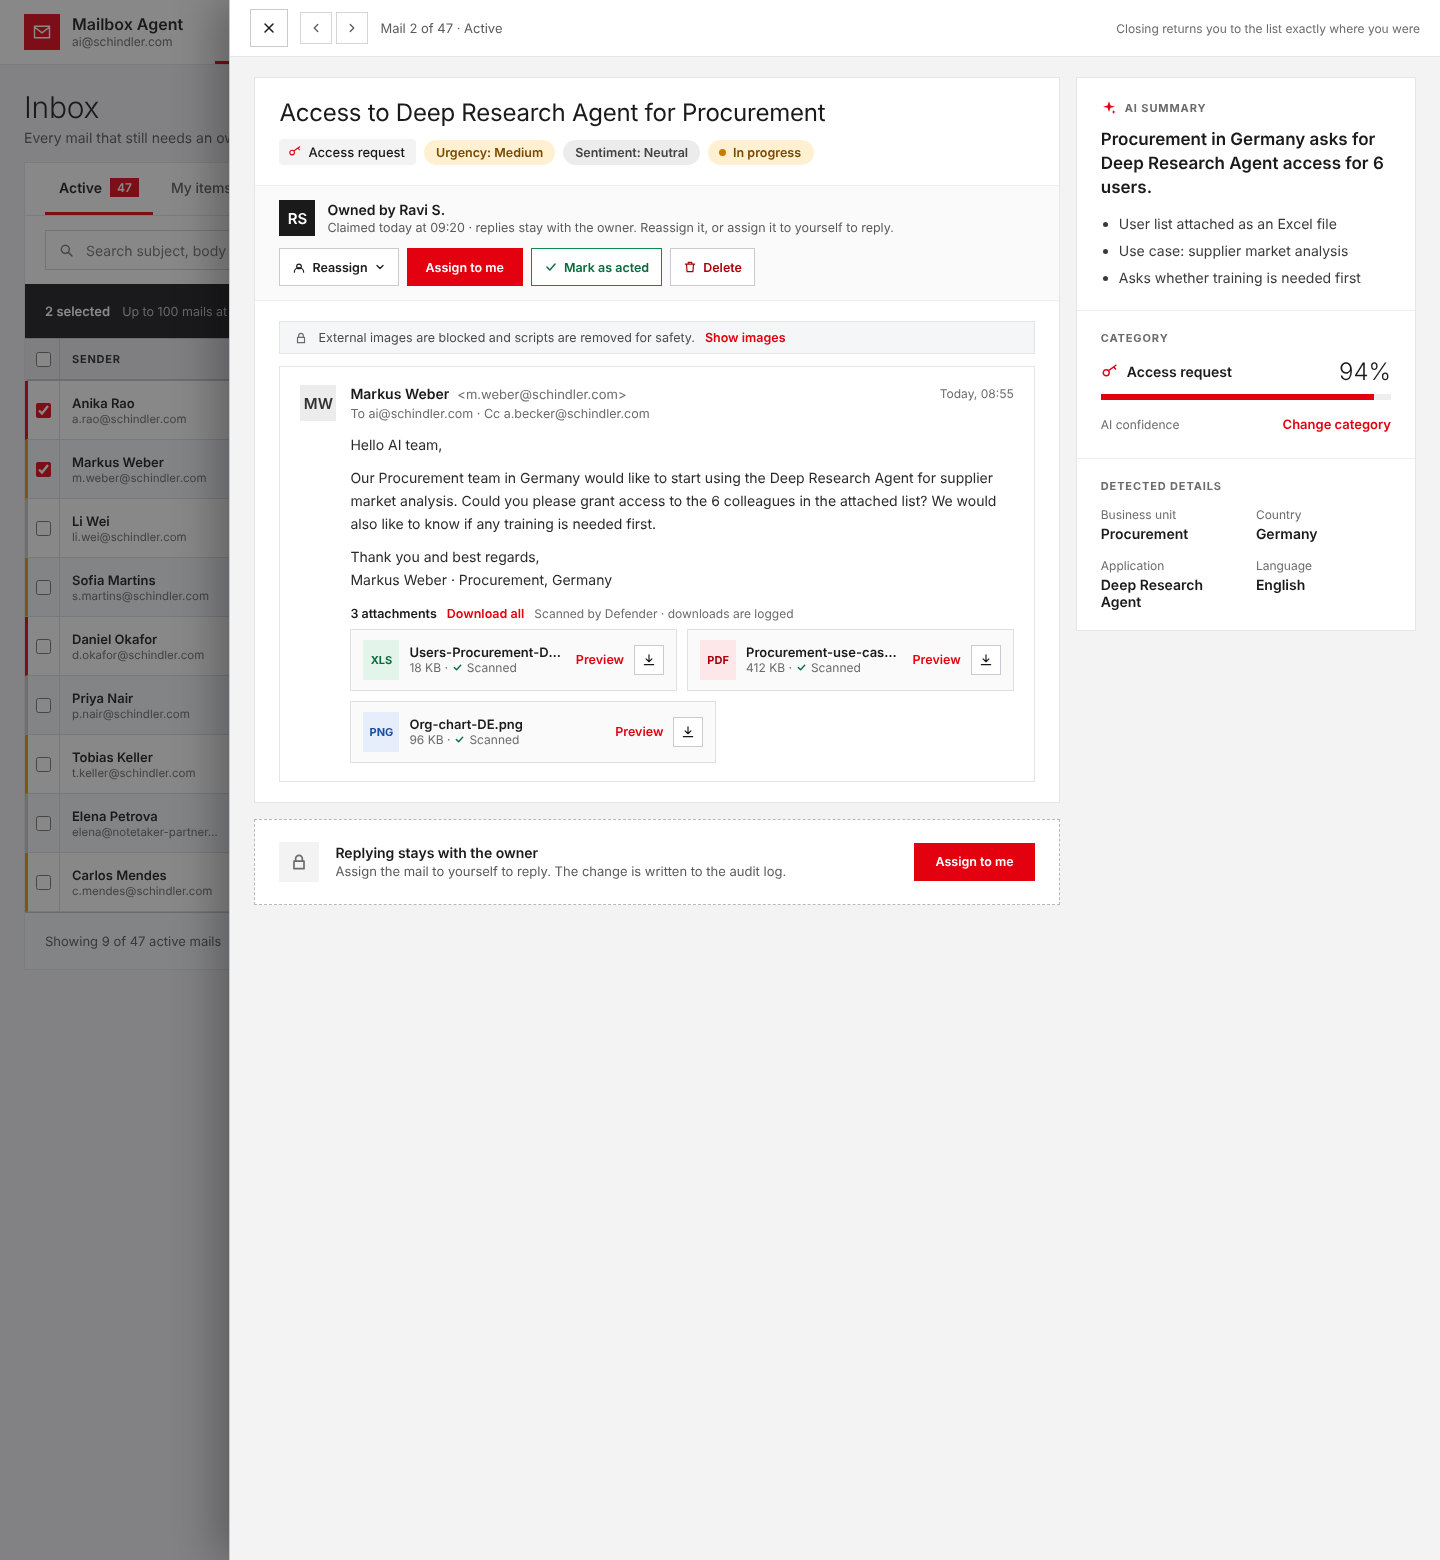 Mailbox Agent
ai@schindler.com
Inbox
Every mail that still needs an ow
Active 47 My items
Search subject, body
2 selected Up to 100 mails at
SENDER
Anika Rao
a.rao@schindler.com
Markus Weber
m.weber@schindler.com
Li Wei
li.wei@schindler.com
Sofia Martins
s.martins@schindler.com
Daniel Okafor
d.okafor@schindler.com
Priya Nair
p.nair@schindler.com
Tobias Keller
t.keller@schindler.com
Elena Petrova
elena@notetaker-partner...
Carlos Mendes
c.mendes@schindler.com
Showing 9 of 47 active mails
Mail 2 of 47 · Active
Closing returns you to the list exactly where you were
Access to Deep Research Agent for Procurement
Access request Urgency: Medium Sentiment: Neutral In progress
RS
Owned by Ravi S.
Claimed today at 09:20 · replies stay with the owner. Reassign it, or assign it to yourself to reply.
Reassign Assign to me Mark as acted Delete
External images are blocked and scripts are removed for safety. Show images
MW
Markus Weber <m.weber@schindler.com> Today, 08:55
To ai@schindler.com · Cc a.becker@schindler.com
Hello AI team,
Our Procurement team in Germany would like to start using the Deep Research Agent for supplier
market analysis. Could you please grant access to the 6 colleagues in the attached list? We would
also like to know if any training is needed first.
Thank you and best regards,
Markus Weber · Procurement, Germany
3 attachments Download all Scanned by Defender · downloads are logged
XLS
Users-Procurement-D... Preview
18 KB · Scanned
PDF
Procurement-use-cas... Preview
412 KB · Scanned
PNG
Org-chart-DE.png Preview
96 KB · Scanned
Replying stays with the owner
Assign the mail to yourself to reply. The change is written to the audit log.
Assign to me
AI SUMMARY
Procurement in Germany asks for
Deep Research Agent access for 6
users.
User list attached as an Excel file
Use case: supplier market analysis
Asks whether training is needed first
CATEGORY
Access request 94%
AI confidence Change category
DETECTED DETAILS
Business unit Country
Procurement Germany
Application Language
Deep Research English
Agent